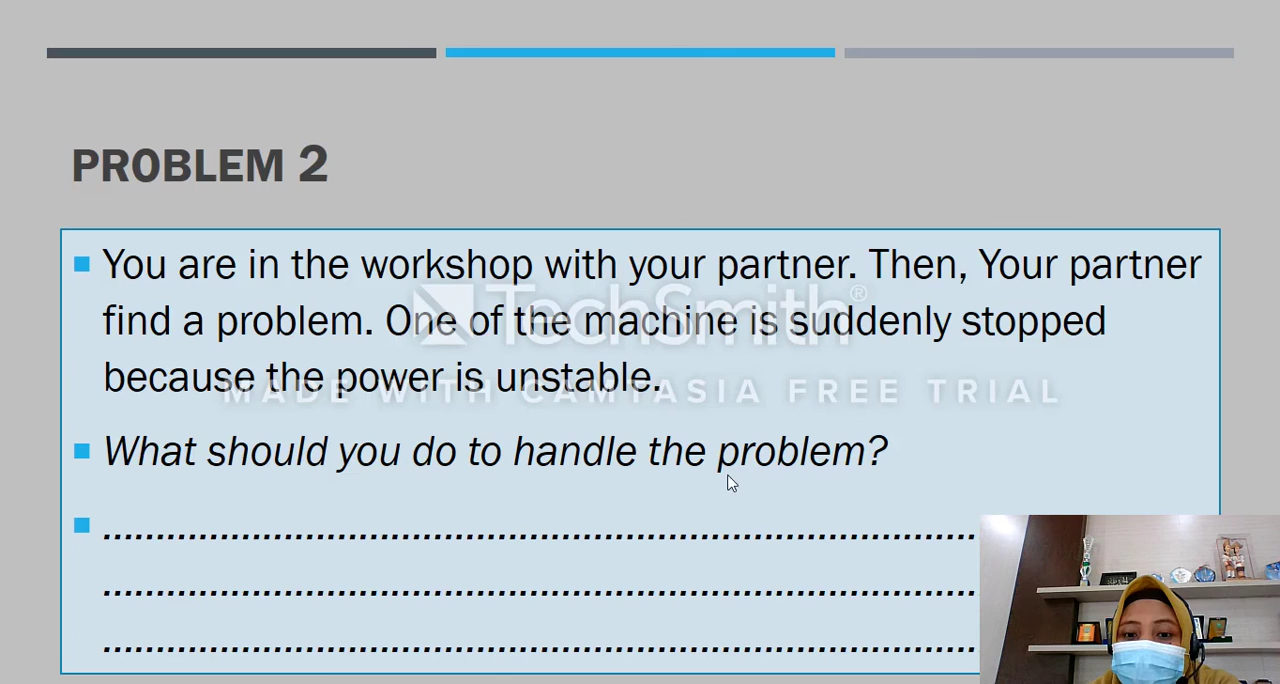 PROBLEM 2
You are in the workshop with your partner. Then, Your partner
find a problem. One of the machine is suddenly stopped
because the power is unstable.
What should you do to handle the problem?
................................................................
................................................................
................................................................
TechSmith®
MADE WITH CAMTASIA FREE TRIAL